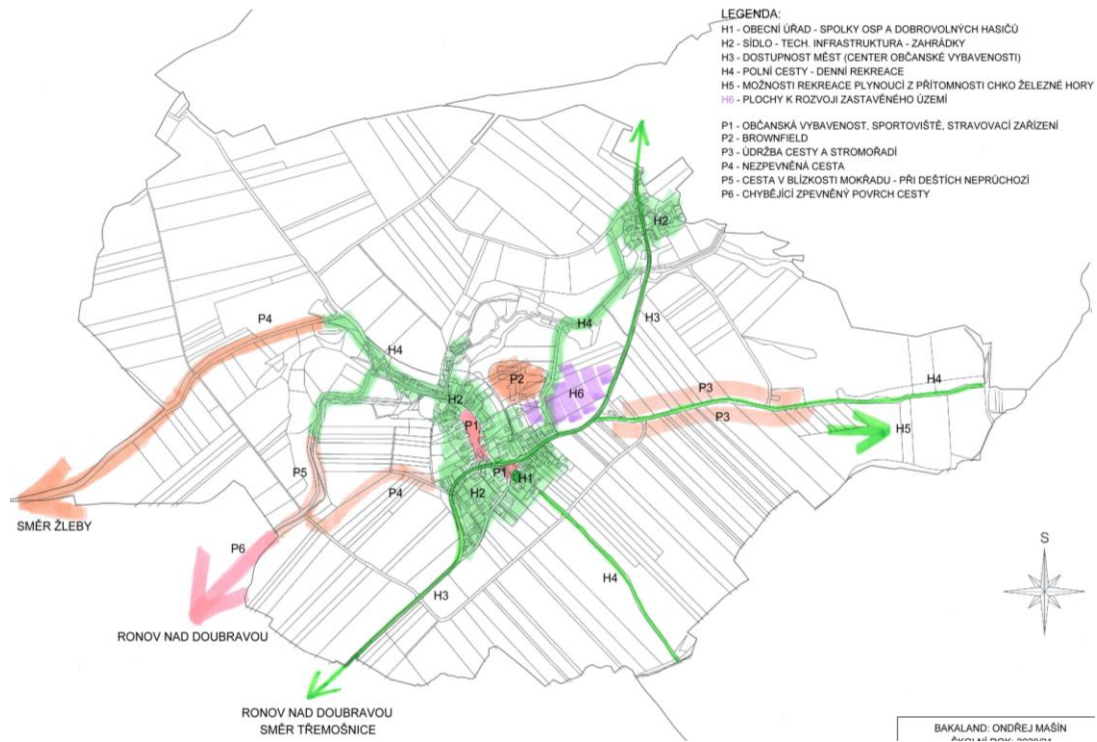 LEGENDA:
H1 - OBECNÍ ÚŘAD - SPOLKY OSP A DOBROVOLNÝCH HASIČŮ
H2 - SÍDLO - TECH. INFRASTRUKTURA - ZAHRÁDKY
H3 - DOSTUPNOST MĚST (CENTER OBČANSKÉ VYBAVENOSTI)
H4 - POLNÍ CESTY - DENNÍ REKREACE
H5 - MOŽNOSTI REKREACE PLYNOUCÍ Z PŘÍTOMNOSTI CHKO ŽELEZNÉ HORY
H6 - PLOCHY K ROZVOJI ZASTAVĚNÉHO ÚZEMÍ
P1 - OBČANSKÁ VYBAVENOST, SPORTOVIŠTĚ, STRAVOVACÍ ZAŘÍZENÍ
P2 - BROWNFIELD
P3 - ÚDRŽBA CESTY A STROMOŘADÍ
P4 - NEZPEVNĚNÁ CESTA
P5 - CESTA V BLÍZKOSTI MOKŘADU - PŘI DEŠTÍCH NEPRŮCHOZÍ
P6 - CHYBĚJÍCÍ ZPEVNĚNÝ POVRCH CESTY
H2
P4
H3
H4
H4
P2
H6
P3
H4
H2
P1
P3
H5
P5
P4
P1
H1
H2
SMĚR ŽLEBY
P6
H4
H3
S
RONOV NAD DOUBRAVOU
RONOV NAD DOUBRAVOU
SMĚR TŘEMOŠNICE
BAKALAND: ONDŘEJ MAŠÍN
ŠKOLNÍ ROK: 2020/21